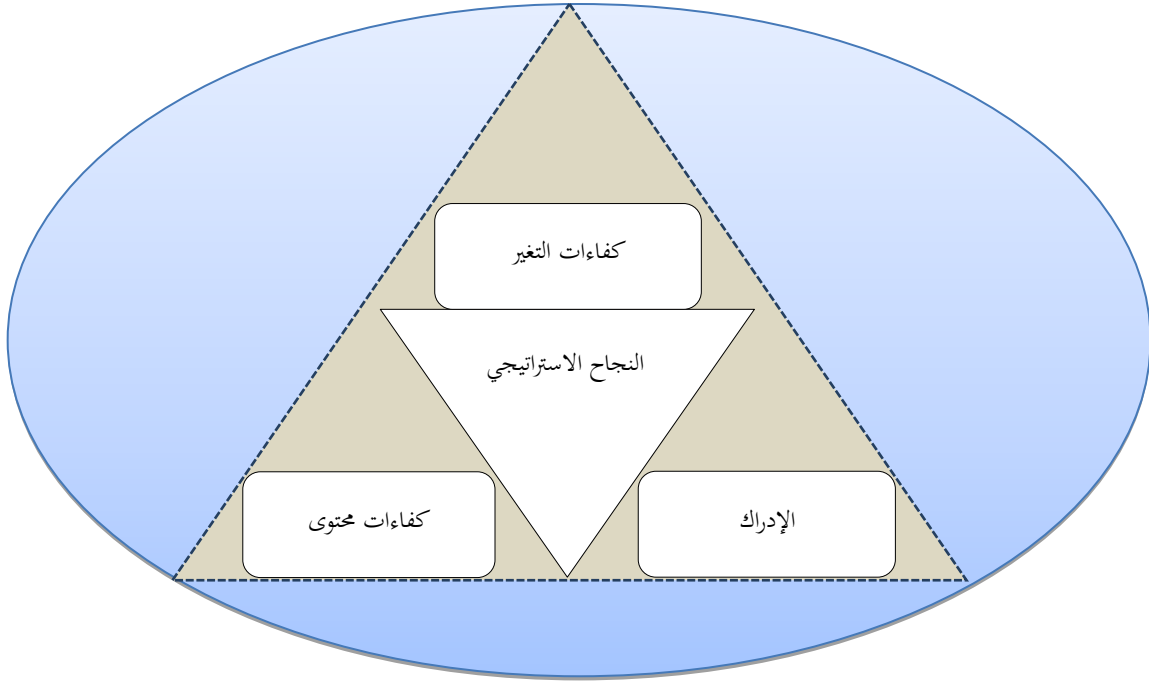 كفاءات التغير
النجاح الاستراتيجي
الإدراك
كفاءات محتوى